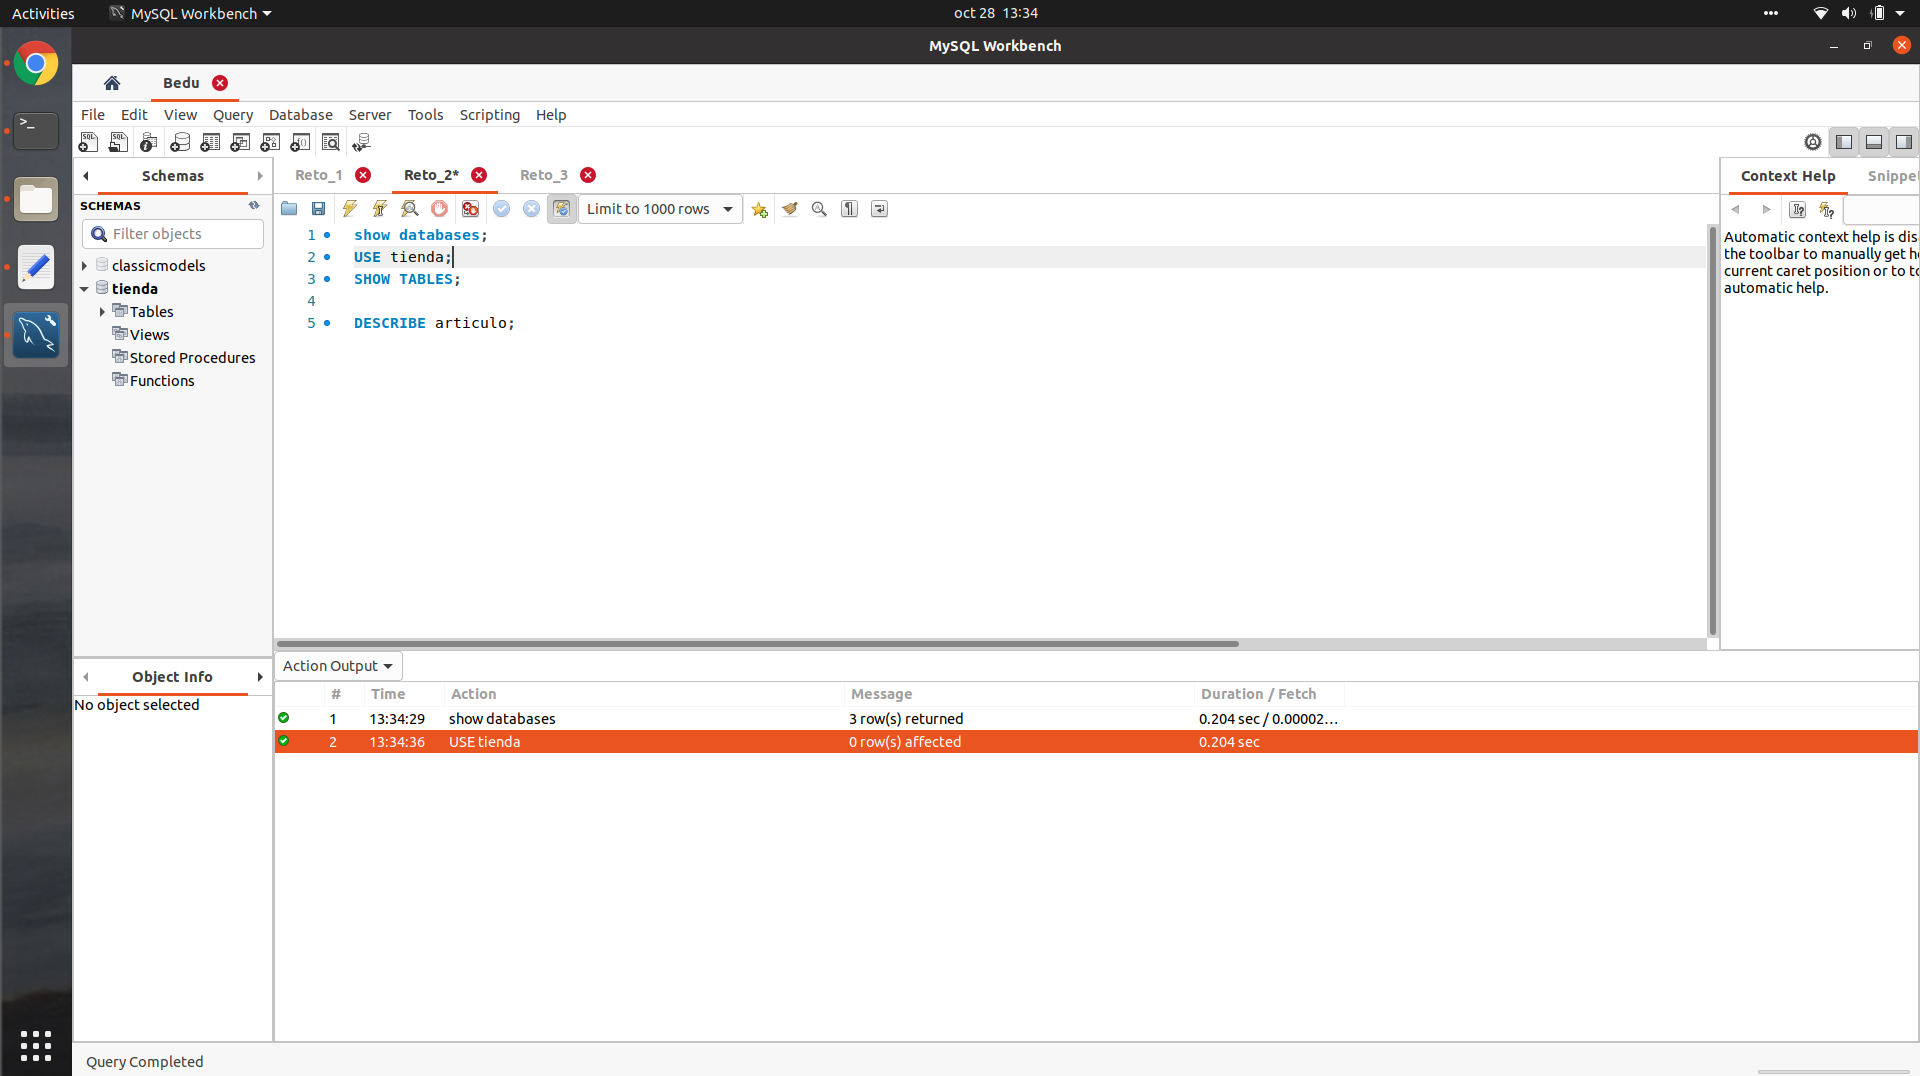 Activities MySQL Workbench oct 28 13:34
MySQL Workbench
Bedu
File Edit View Query Database Server Tools Scripting Help
Schemas Reto_1 Reto_2* Reto_3 Context Help Snippet
SCHEMAS
Limit to 1000 rows
Filter objects
classicmodels
tienda
Tables
Views
Stored Procedures
Functions
1 show databases;
2 USE tienda;
3 SHOW TABLES;
4
5 DESCRIBE articulo;
Automatic context help is dis
the toolbar to manually get h
current caret position or to to
automatic help.
Object Info
No object selected
Action Output
# Time Action Message Duration / Fetch
1 13:34:29 show databases 3 row(s) returned 0.204 sec / 0.00002...
2 13:34:36 USE tienda 0 row(s) affected 0.204 sec
Query Completed